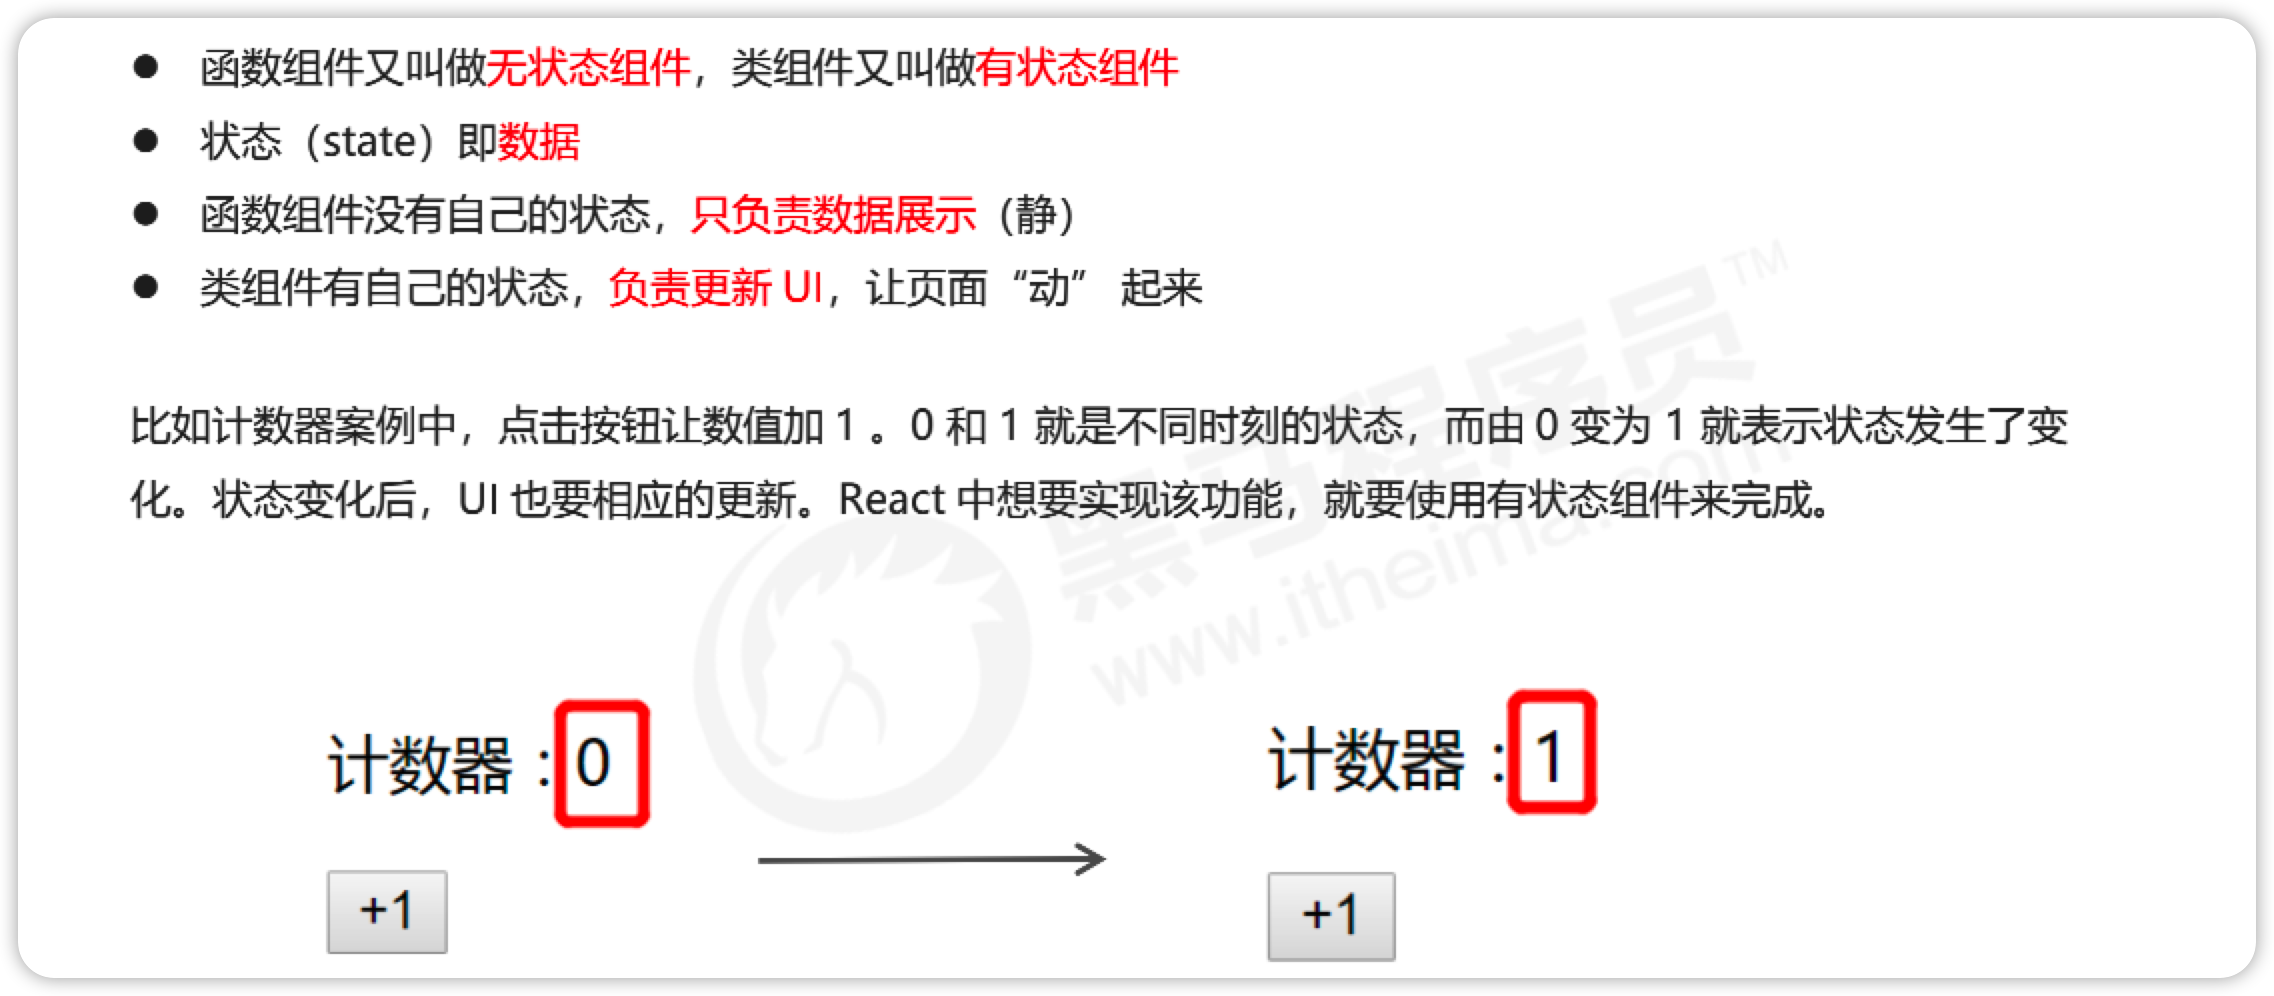 ● 函数组件又叫做无状态组件，类组件又叫做有状态组件
● 状态（state）即数据
● 函数组件没有自己的状态，只负责数据展示（静）
● 类组件有自己的状态，负责更新 UI，让页面“动” 起来
比如计数器案例中，点击按钮让数值加 1 。0 和 1 就是不同时刻的状态，而由 0 变为 1 就表示状态发生了变
化。状态变化后，UI 也要相应的更新。React 中想要实现该功能，就要使用有状态组件来完成。
黑马程序员™
www.itheima.com
计数器 :0
+1
计数器 :1
+1